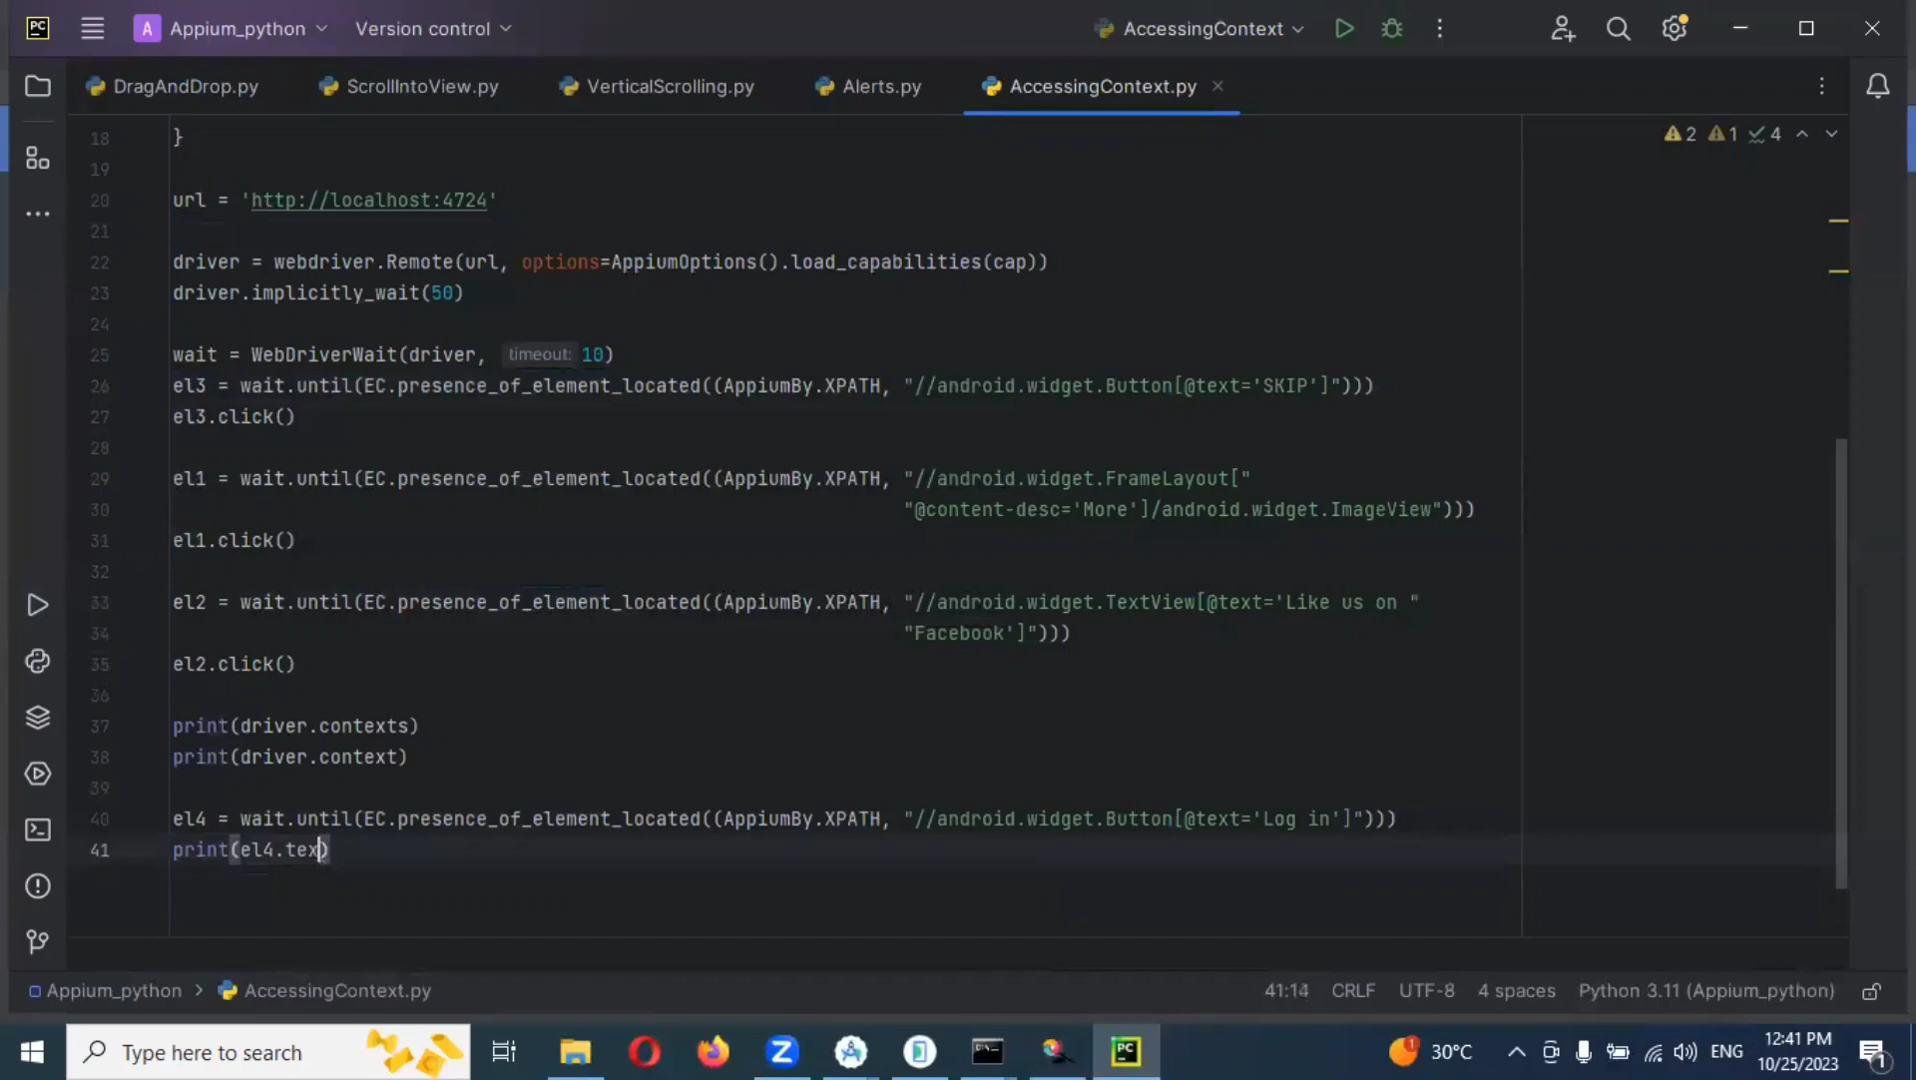 PC
A Appium_python
Version control
AccessingContext
DragAndDrop.py
ScrollIntoView.py
VerticalScrolling.py
Alerts.py
AccessingContext.py
2 1 4
18 }
19
20 url = 'http://localhost:4724'
21
22 driver = webdriver.Remote(url, options=AppiumOptions().load_capabilities(cap))
23 driver.implicitly_wait(50)
24
25 wait = WebDriverWait(driver, timeout: 10)
26 el3 = wait.until(EC.presence_of_element_located((AppiumBy.XPATH, "//android.widget.Button[@text='SKIP']")))
27 el3.click()
28
29 el1 = wait.until(EC.presence_of_element_located((AppiumBy.XPATH, "//android.widget.FrameLayout["
30 "@content-desc='More']/android.widget.ImageView")))
31 el1.click()
32
33 el2 = wait.until(EC.presence_of_element_located((AppiumBy.XPATH, "//android.widget.TextView[@text='Like us on "
34 "Facebook']")))
35 el2.click()
36
37 print(driver.contexts)
38 print(driver.context)
39
40 el4 = wait.until(EC.presence_of_element_located((AppiumBy.XPATH, "//android.widget.Button[@text='Log in']")))
41 print(el4.tex)
Appium_python > AccessingContext.py
41:14 CRLF UTF-8 4 spaces Python 3.11 (Appium_python)
Type here to search
PC
1
30°C
ENG
12:41 PM
10/25/2023
1